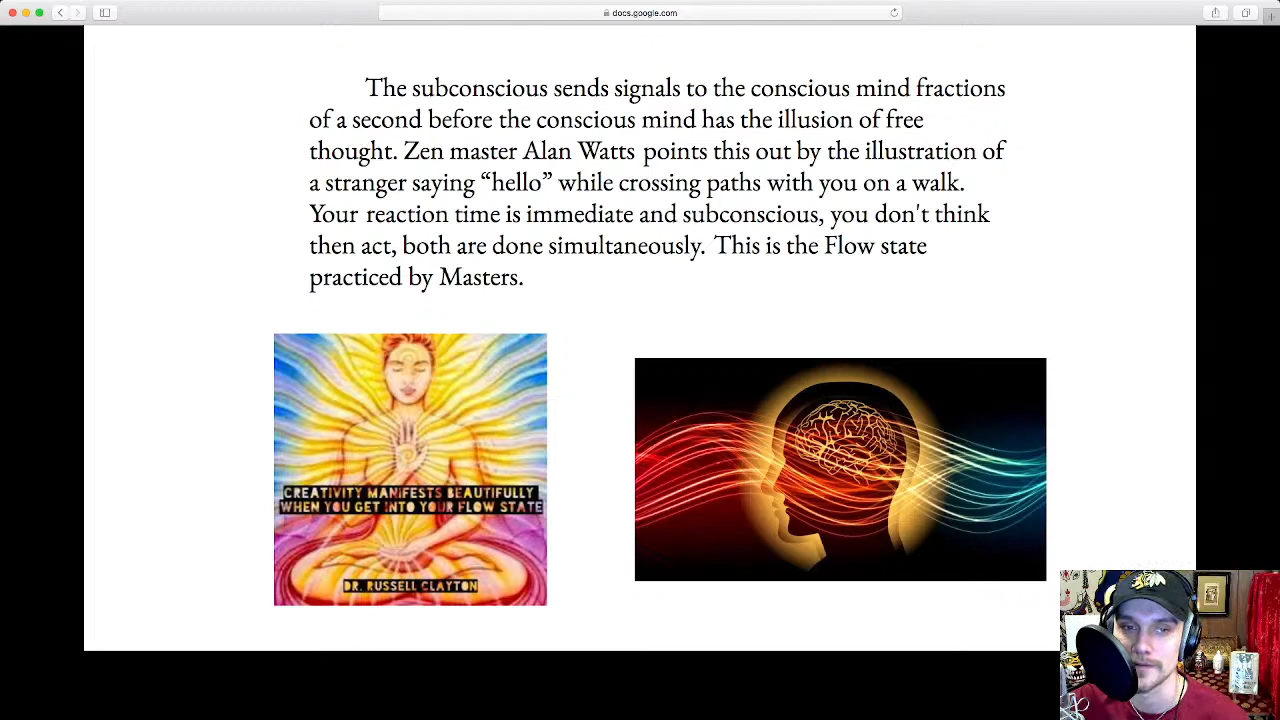 docs.google.com
The subconscious sends signals to the conscious mind fractions
of a second before the conscious mind has the illusion of free
thought. Zen master Alan Watts points this out by the illustration of
a stranger saying “hello” while crossing paths with you on a walk.
Your reaction time is immediate and subconscious, you don't think
then act, both are done simultaneously. This is the Flow state
practiced by Masters.
CREATIVITY MANIFESTS BEAUTIFULLY
WHEN YOU GET INTO YOUR FLOW STATE
DR. RUSSELL CLAYTON